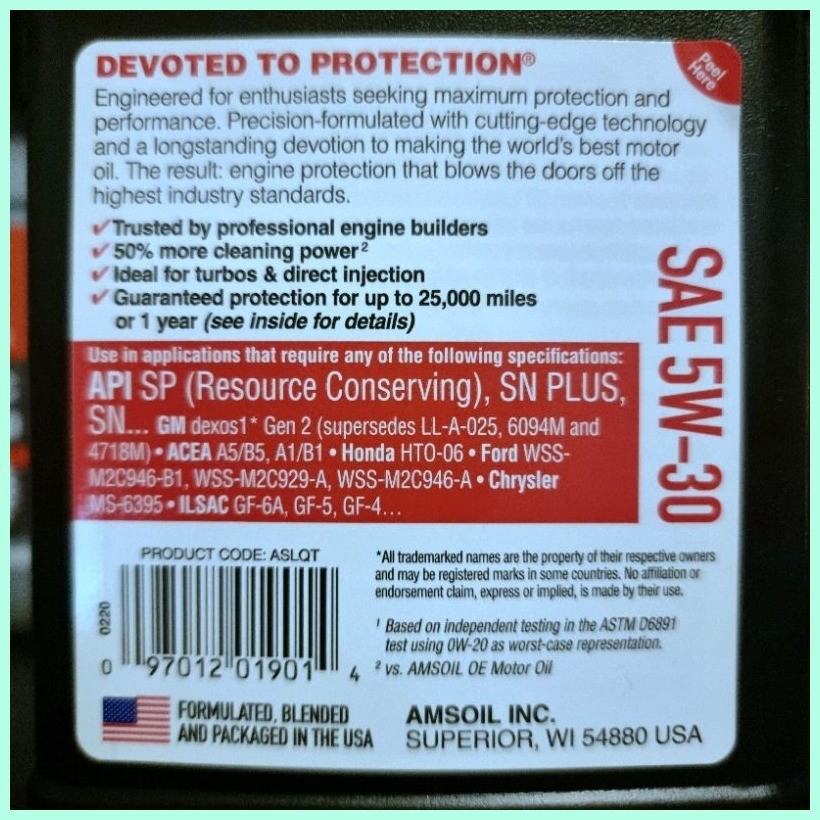 DEVOTED TO PROTECTION®
Peel
Here
Engineered for enthusiasts seeking maximum protection and
performance. Precision-formulated with cutting-edge technology
and a longstanding devotion to making the world's best motor
oil. The result: engine protection that blows the doors off the
highest industry standards.
✓Trusted by professional engine builders
✓50% more cleaning power²
✓Ideal for turbos & direct injection
✓Guaranteed protection for up to 25,000 miles
or 1 year (see inside for details)
SAE 5W-30
Use in applications that require any of the following specifications:
API SP (Resource Conserving), SN PLUS,
SN... GM dexos1* Gen 2 (supersedes LL-A-025, 6094M and
4718M) • ACEA A5/B5, A1/B1 • Honda HTO-06 • Ford WSS-
M2C946-B1, WSS-M2C929-A, WSS-M2C946-A • Chrysler
MS-6395 • ILSAC GF-6A, GF-5, GF-4...
PRODUCT CODE: ASLQT
0220
0 97012 01901 4
*All trademarked names are the property of their respective owners
and may be registered marks in some countries. No affiliation or
endorsement claim, express or implied, is made by their use.
¹ Based on independent testing in the ASTM D6891
test using 0W-20 as worst-case representation.
² vs. AMSOIL OE Motor Oil
FORMULATED, BLENDED
AND PACKAGED IN THE USA
AMSOIL INC.
SUPERIOR, WI 54880 USA